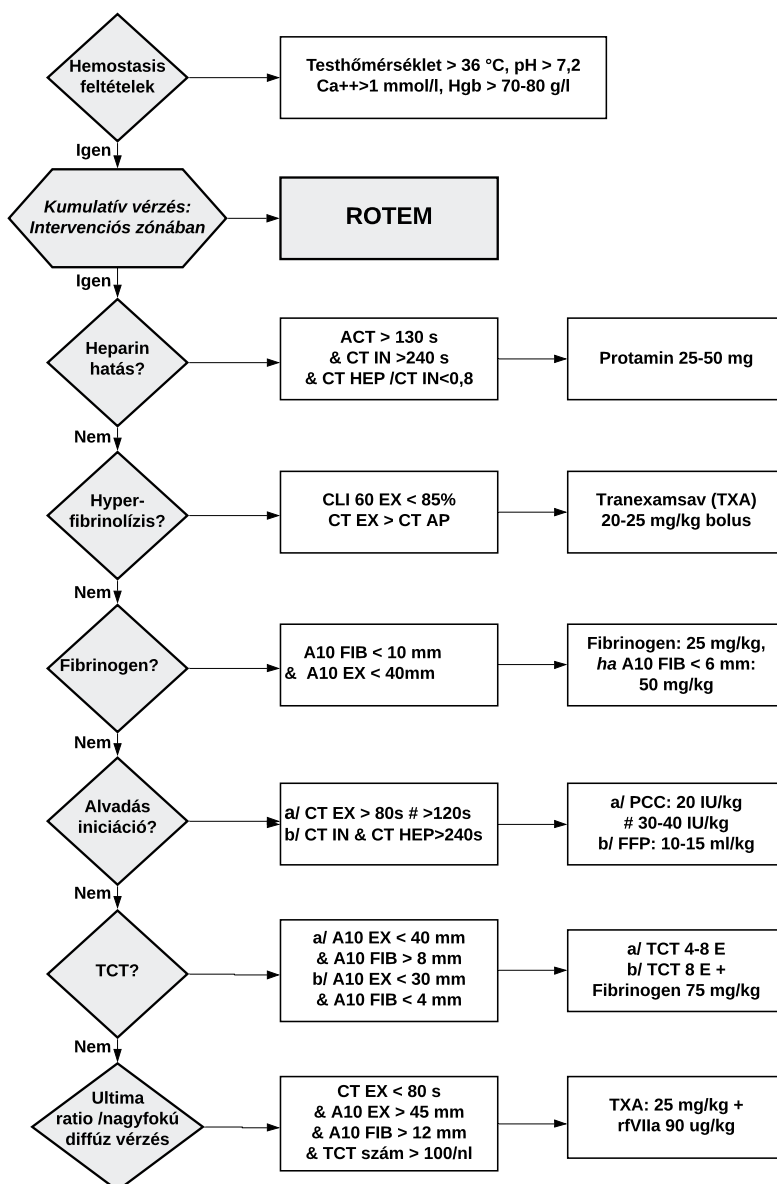 Hemostasis
feltételek
Testhőmérséklet > 36 °C, pH > 7,2
Ca++>1 mmol/l, Hgb > 70-80 g/l
Igen
Kumulatív vérzés:
Intervenciós zónában
ROTEM
Igen
Heparin
hatás?
ACT > 130 s
& CT IN >240 s
& CT HEP /CT IN<0,8
Protamin 25-50 mg
Nem
Hyper-
fibrinolízis?
CLI 60 EX < 85%
CT EX > CT AP
Tranexamsav (TXA)
20-25 mg/kg bolus
Nem
Fibrinogen?
A10 FIB < 10 mm
& A10 EX < 40mm
Fibrinogen: 25 mg/kg,
ha A10 FIB < 6 mm:
50 mg/kg
Nem
Alvadás
iniciáció?
a/ CT EX > 80s # >120s
b/ CT IN & CT HEP>240s
a/ PCC: 20 IU/kg
# 30-40 IU/kg
b/ FFP: 10-15 ml/kg
Nem
TCT?
a/ A10 EX < 40 mm
& A10 FIB > 8 mm
b/ A10 EX < 30 mm
& A10 FIB < 4 mm
a/ TCT 4-8 E
b/ TCT 8 E +
Fibrinogen 75 mg/kg
Nem
Ultima
ratio /nagyfokú
diffúz vérzés
CT EX < 80 s
& A10 EX > 45 mm
& A10 FIB > 12 mm
& TCT szám > 100/nl
TXA: 25 mg/kg +
rfVIIa 90 ug/kg